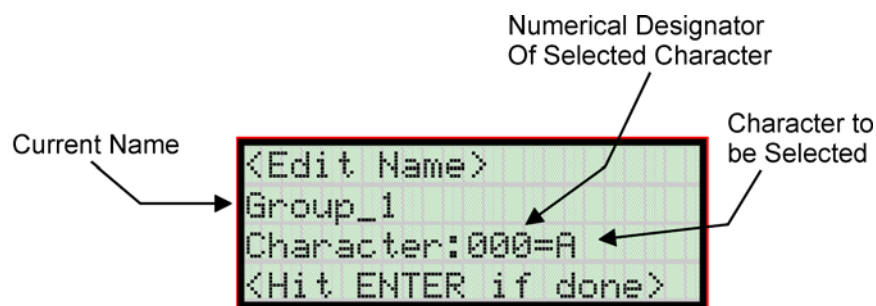 Numerical Designator
Of Selected Character
Character to
be Selected
Current Name
<Edit Name>
Group_1
Character:000=A
<Hit ENTER if done>